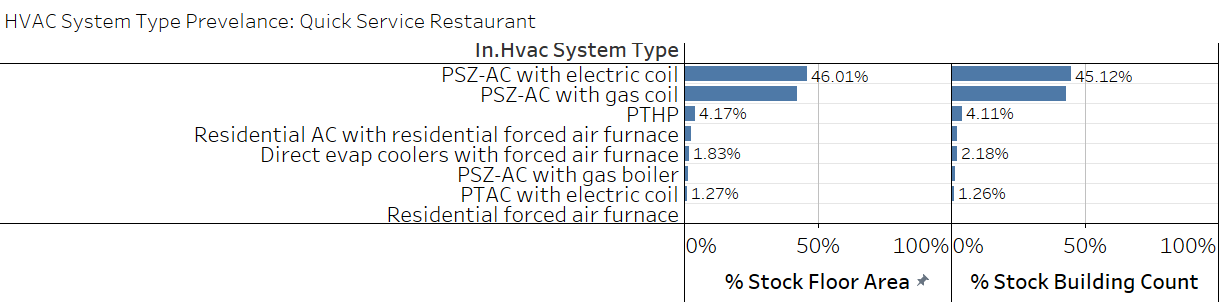 HVAC System Type Prevelance: Quick Service Restaurant
In.Hvac System Type
PSZ-AC with electric coil 46.01% 45.12%
PSZ-AC with gas coil
PTHP 4.17% 4.11%
Residential AC with residential forced air furnace
Direct evap coolers with forced air furnace 1.83% 2.18%
PSZ-AC with gas boiler
PTAC with electric coil 1.27% 1.26%
Residential forced air furnace
0% 50% 100% 0% 50% 100%
% Stock Floor Area % Stock Building Count